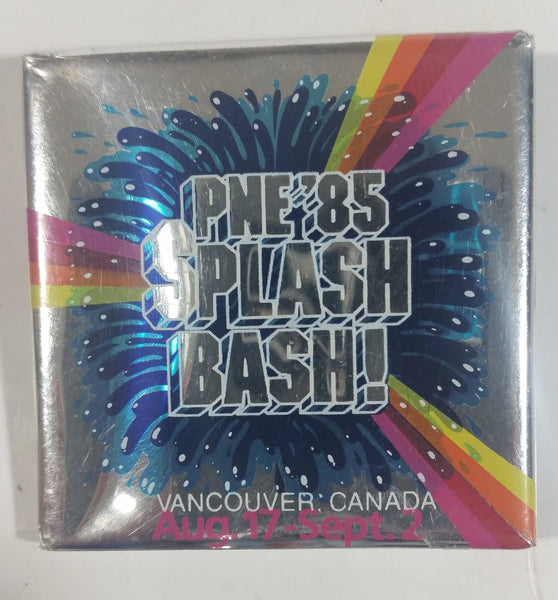 PNE '85
SPLASH
BASH!
VANCOUVER CANADA
Aug. 17-Sept. 2